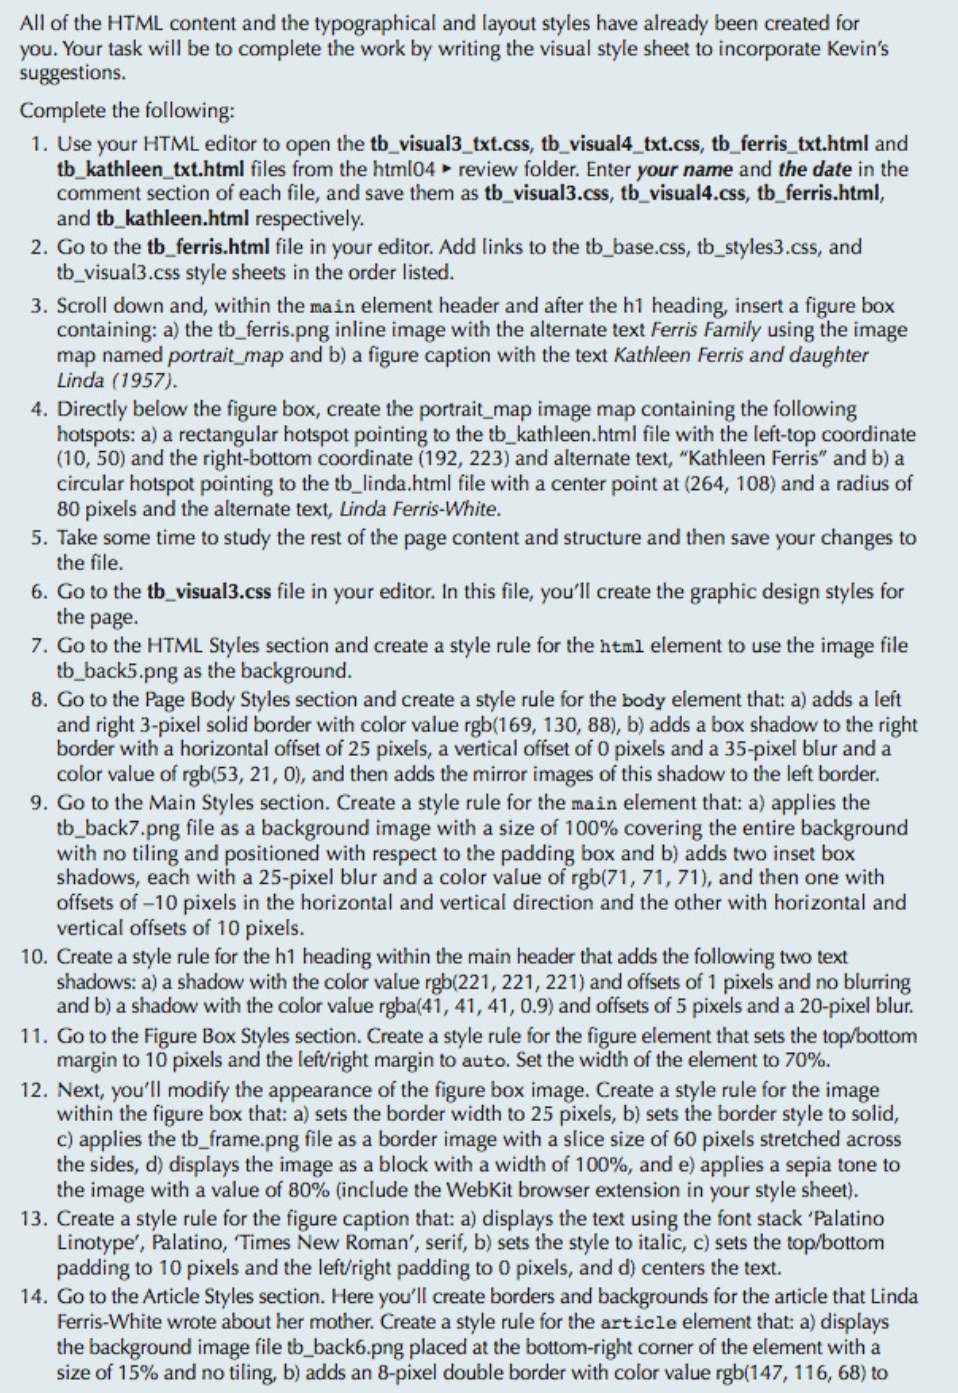 All of the HTML content and the typographical and layout styles have already been created for
you. Your task will be to complete the work by writing the visual style sheet to incorporate Kevin's
suggestions.
Complete the following:
1. Use your HTML editor to open the tb_visual3_txt.css, tb_visual4_txt.css, tb_ferris_txt.html and
tb_kathleen_txt.html files from the html04 ▸ review folder. Enter your name and the date in the
comment section of each file, and save them as tb_visual3.css, tb_visual4.css, tb_ferris.html,
and tb_kathleen.html respectively.
2. Go to the tb_ferris.html file in your editor. Add links to the tb_base.css, tb_styles3.css, and
tb_visual3.css style sheets in the order listed.
3. Scroll down and, within the main element header and after the h1 heading, insert a figure box
containing: a) the tb_ferris.png inline image with the alternate text Ferris Family using the image
map named portrait_map and b) a figure caption with the text Kathleen Ferris and daughter
Linda (1957).
4. Directly below the figure box, create the portrait_map image map containing the following
hotspots: a) a rectangular hotspot pointing to the tb_kathleen.html file with the left-top coordinate
(10, 50) and the right-bottom coordinate (192, 223) and alternate text, "Kathleen Ferris" and b) a
circular hotspot pointing to the tb_linda.html file with a center point at (264, 108) and a radius of
80 pixels and the alternate text, Linda Ferris-White.
5. Take some time to study the rest of the page content and structure and then save your changes to
the file.
6. Go to the tb_visual3.css file in your editor. In this file, you'll create the graphic design styles for
the page.
7. Go to the HTML Styles section and create a style rule for the html element to use the image file
tb_back5.png as the background.
8. Go to the Page Body Styles section and create a style rule for the body element that: a) adds a left
and right 3-pixel solid border with color value rgb(169, 130, 88), b) adds a box shadow to the right
border with a horizontal offset of 25 pixels, a vertical offset of 0 pixels and a 35-pixel blur and a
color value of rgb(53, 21, 0), and then adds the mirror images of this shadow to the left border.
9. Go to the Main Styles section. Create a style rule for the main element that: a) applies the
tb_back7.png file as a background image with a size of 100% covering the entire background
with no tiling and positioned with respect to the padding box and b) adds two inset box
shadows, each with a 25-pixel blur and a color value of rgb(71, 71, 71), and then one with
offsets of –10 pixels in the horizontal and vertical direction and the other with horizontal and
vertical offsets of 10 pixels.
10. Create a style rule for the h1 heading within the main header that adds the following two text
shadows: a) a shadow with the color value rgb(221, 221, 221) and offsets of 1 pixels and no blurring
and b) a shadow with the color value rgba(41, 41, 41, 0.9) and offsets of 5 pixels and a 20-pixel blur.
11. Go to the Figure Box Styles section. Create a style rule for the figure element that sets the top/bottom
margin to 10 pixels and the left/right margin to auto. Set the width of the element to 70%.
12. Next, you'll modify the appearance of the figure box image. Create a style rule for the image
within the figure box that: a) sets the border width to 25 pixels, b) sets the border style to solid,
c) applies the tb_frame.png file as a border image with a slice size of 60 pixels stretched across
the sides, d) displays the image as a block with a width of 100%, and e) applies a sepia tone to
the image with a value of 80% (include the WebKit browser extension in your style sheet).
13. Create a style rule for the figure caption that: a) displays the text using the font stack 'Palatino
Linotype', Palatino, 'Times New Roman', serif, b) sets the style to italic, c) sets the top/bottom
padding to 10 pixels and the left/right padding to 0 pixels, and d) centers the text.
14. Go to the Article Styles section. Here you'll create borders and backgrounds for the article that Linda
Ferris-White wrote about her mother. Create a style rule for the article element that: a) displays
the background image file tb_back6.png placed at the bottom-right corner of the element with a
size of 15% and no tiling, b) adds an 8-pixel double border with color value rgb(147, 116, 68) to